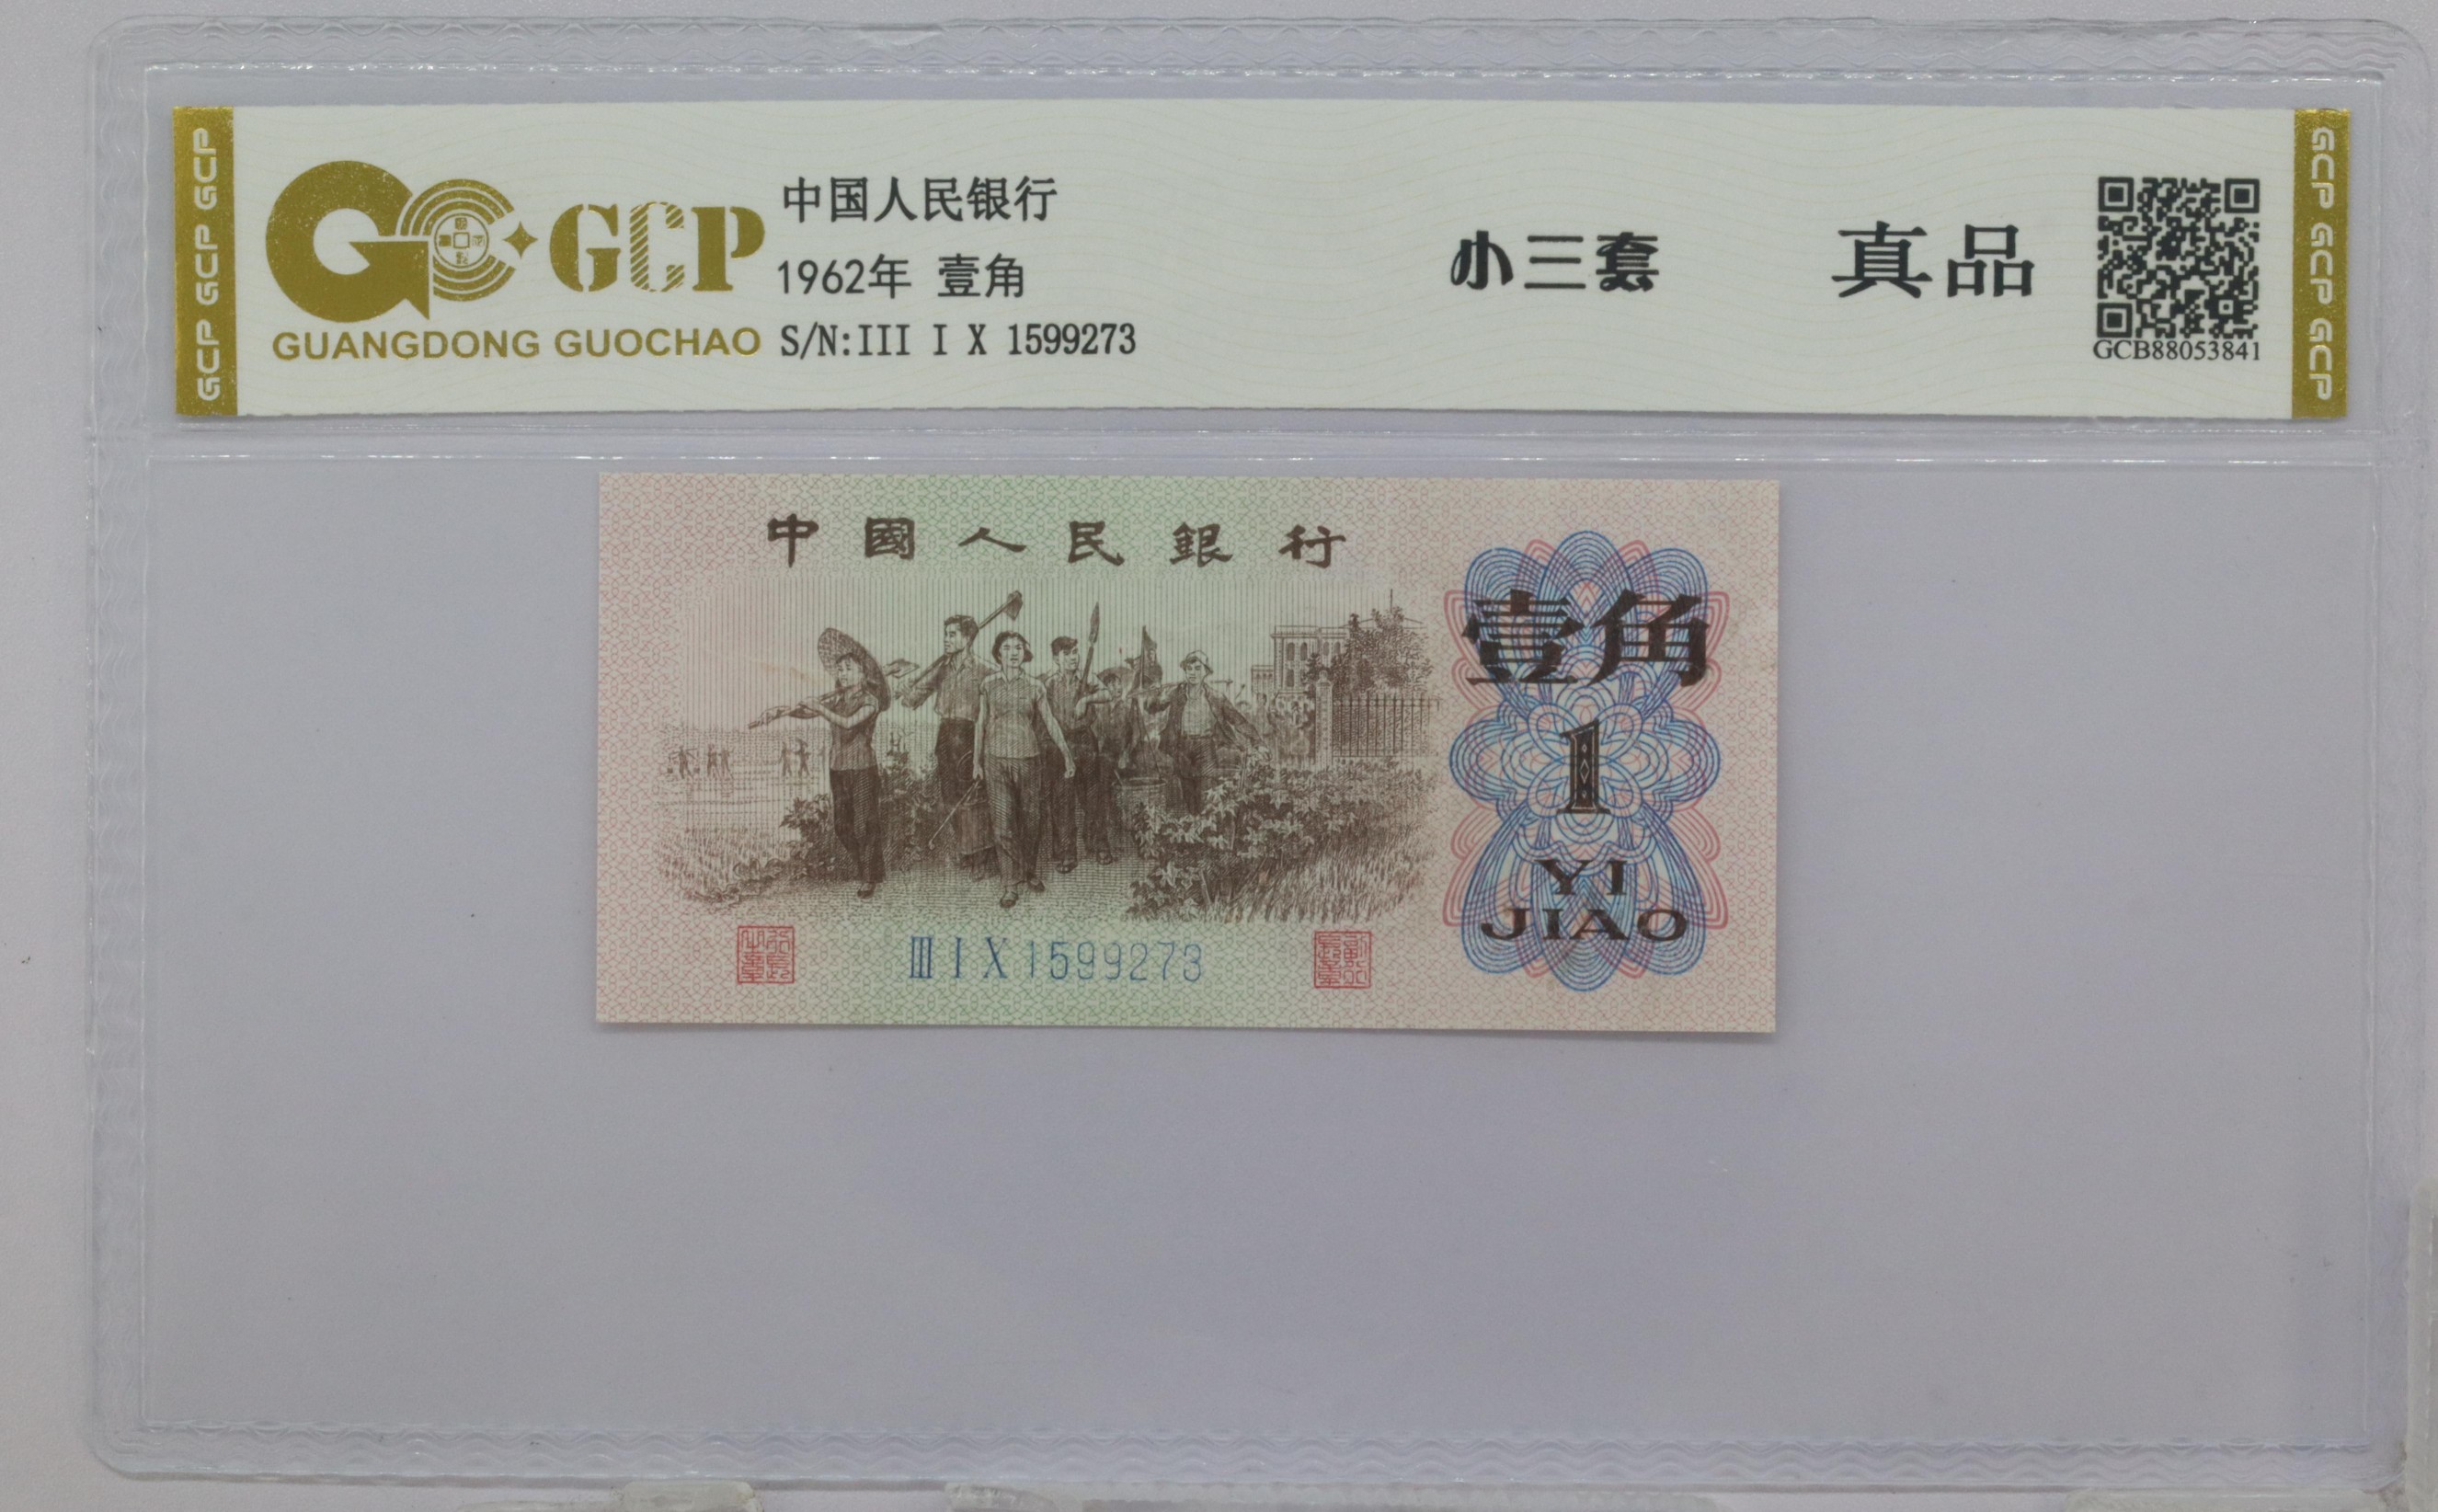 GCP GCP GCP
GCP
GUANGDONG GUOCHAO
中国人民银行
1962年 壹角
S/N:III I X 1599273
小三套
真品
GCB88053841
GCP GCP GCP
中國人民銀行
壹角
1
YI
JIAO
III I X 1599273